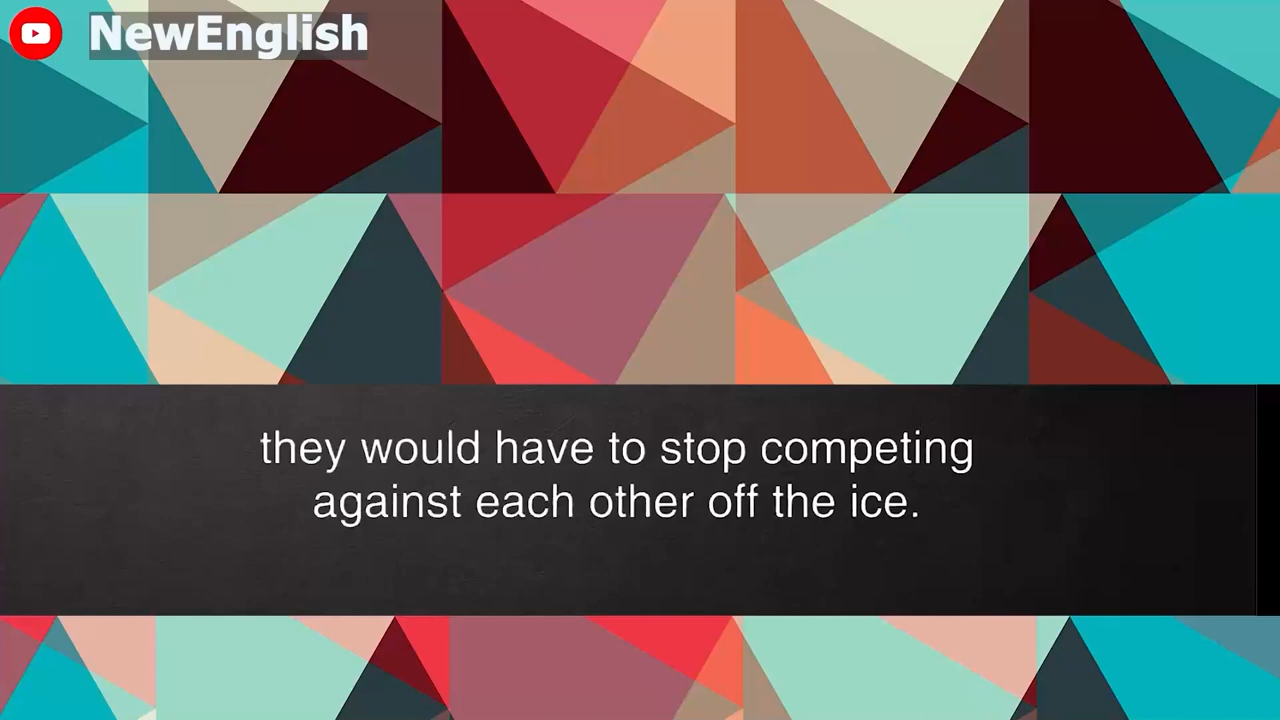 NewEnglish
they would have to stop competing
against each other off the ice.